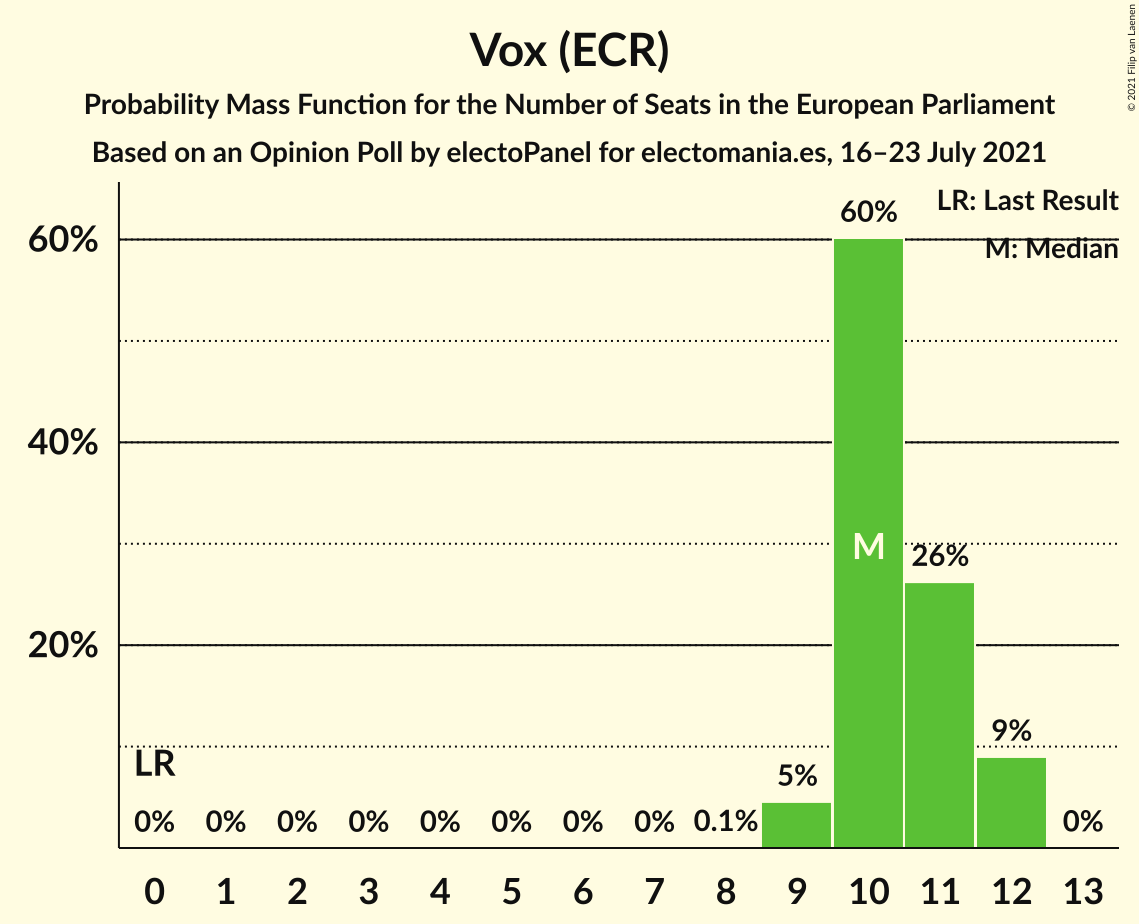 Vox (ECR)
Probability Mass Function for the Number of Seats in the European Parliament
Based on an Opinion Poll by electoPanel for electomania.es, 16–23 July 2021
© 2021 Filip van Laenen
LR: Last Result
M: Median
60%
40%
20%
60%
M
26%
9%
5%
LR
0% 0% 0% 0% 0% 0% 0% 0% 0.1% 0%
0 1 2 3 4 5 6 7 8 9 10 11 12 13